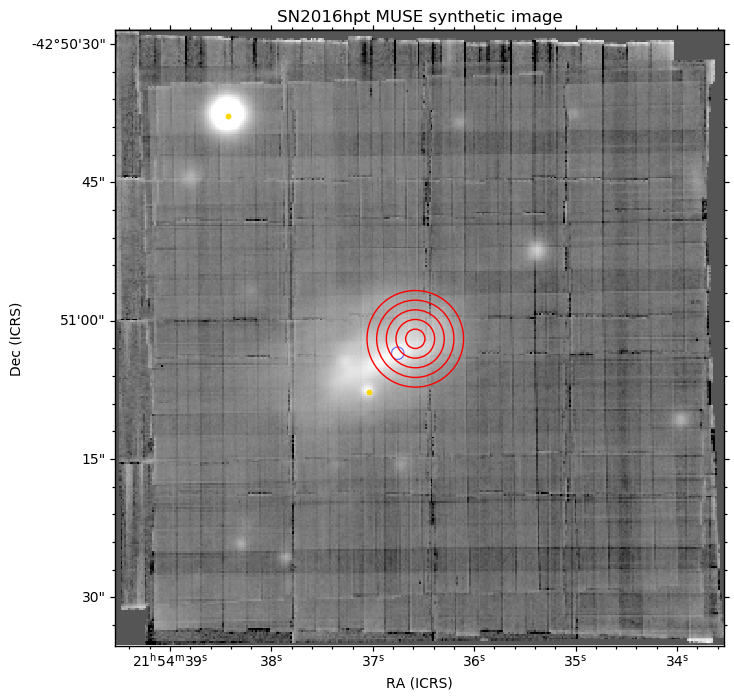 SN2016hpt MUSE synthetic image
-42°50'30"
45"
51'00"
15"
30"
Dec (ICRS)
21ʰ54ᵐ39ˢ
38ˢ
37ˢ
36ˢ
35ˢ
34ˢ
RA (ICRS)